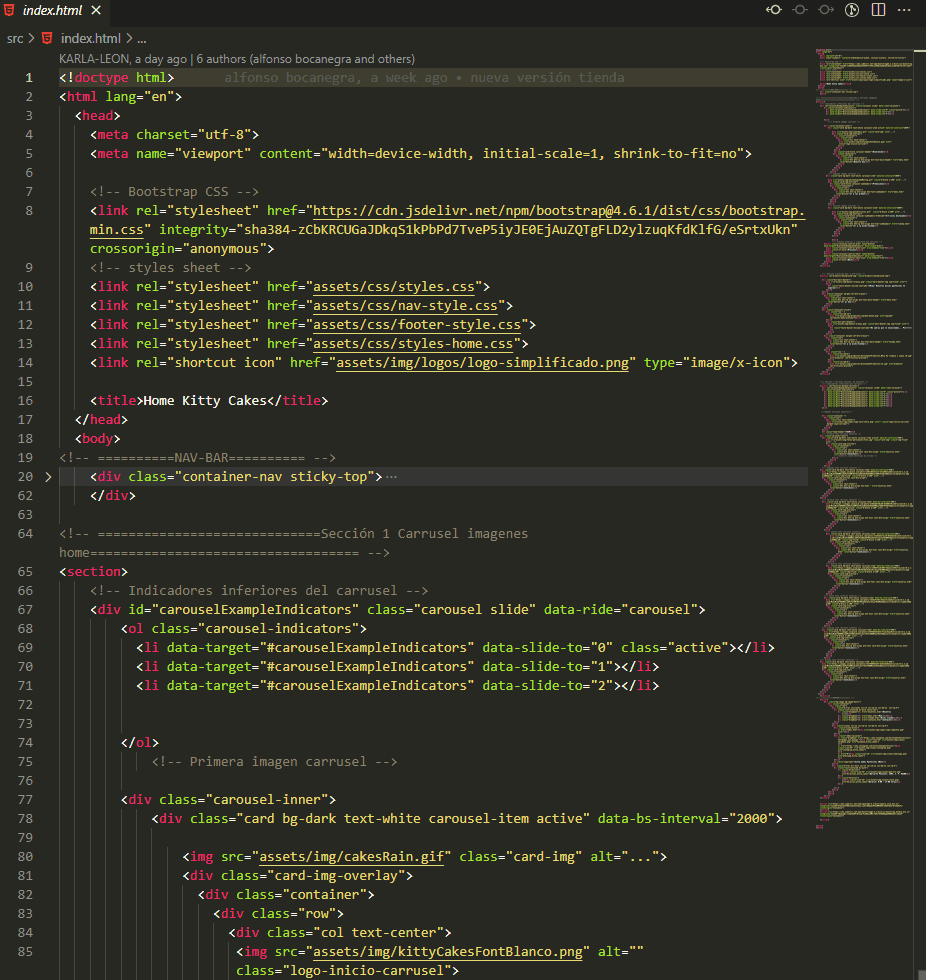 index.html
src > index.html > ...
KARLA-LEON, a day ago | 6 authors (alfonso bocanegra and others)
1 <!doctype html> alfonso bocanegra, a week ago • nueva versión tienda
2 <html lang="en">
3 <head>
4 <meta charset="utf-8">
5 <meta name="viewport" content="width=device-width, initial-scale=1, shrink-to-fit=no">
6
7 <!-- Bootstrap CSS -->
8 <link rel="stylesheet" href="https://cdn.jsdelivr.net/npm/bootstrap@4.6.1/dist/css/bootstrap.
min.css" integrity="sha384-zCbKRCUGaJDkqS1kPbPd7TveP5iyJE0EjAuZQTgFLD2ylzuqKfdKlfG/eSrtxUkn"
crossorigin="anonymous">
9 <!-- styles sheet -->
10 <link rel="stylesheet" href="assets/css/styles.css">
11 <link rel="stylesheet" href="assets/css/nav-style.css">
12 <link rel="stylesheet" href="assets/css/footer-style.css">
13 <link rel="stylesheet" href="assets/css/styles-home.css">
14 <link rel="shortcut icon" href="assets/img/logos/logo-simplificado.png" type="image/x-icon">
15
16 <title>Home Kitty Cakes</title>
17 </head>
18 <body>
19 <!-- ==========NAV-BAR========== -->
20 <div class="container-nav sticky-top">...
62 </div>
63
64 <!-- =============================Sección 1 Carrusel imagenes
home=================================== -->
65 <section>
66 <!-- Indicadores inferiores del carrusel -->
67 <div id="carouselExampleIndicators" class="carousel slide" data-ride="carousel">
68 <ol class="carousel-indicators">
69 <li data-target="#carouselExampleIndicators" data-slide-to="0" class="active"></li>
70 <li data-target="#carouselExampleIndicators" data-slide-to="1"></li>
71 <li data-target="#carouselExampleIndicators" data-slide-to="2"></li>
72
73
74 </ol>
75 <!-- Primera imagen carrusel -->
76
77 <div class="carousel-inner">
78 <div class="card bg-dark text-white carousel-item active" data-bs-interval="2000">
79
80 <img src="assets/img/cakesRain.gif" class="card-img" alt="...">
81 <div class="card-img-overlay">
82 <div class="container">
83 <div class="row">
84 <div class="col text-center">
85 <img src="assets/img/kittyCakesFontBlanco.png" alt=""
class="logo-inicio-carrusel">